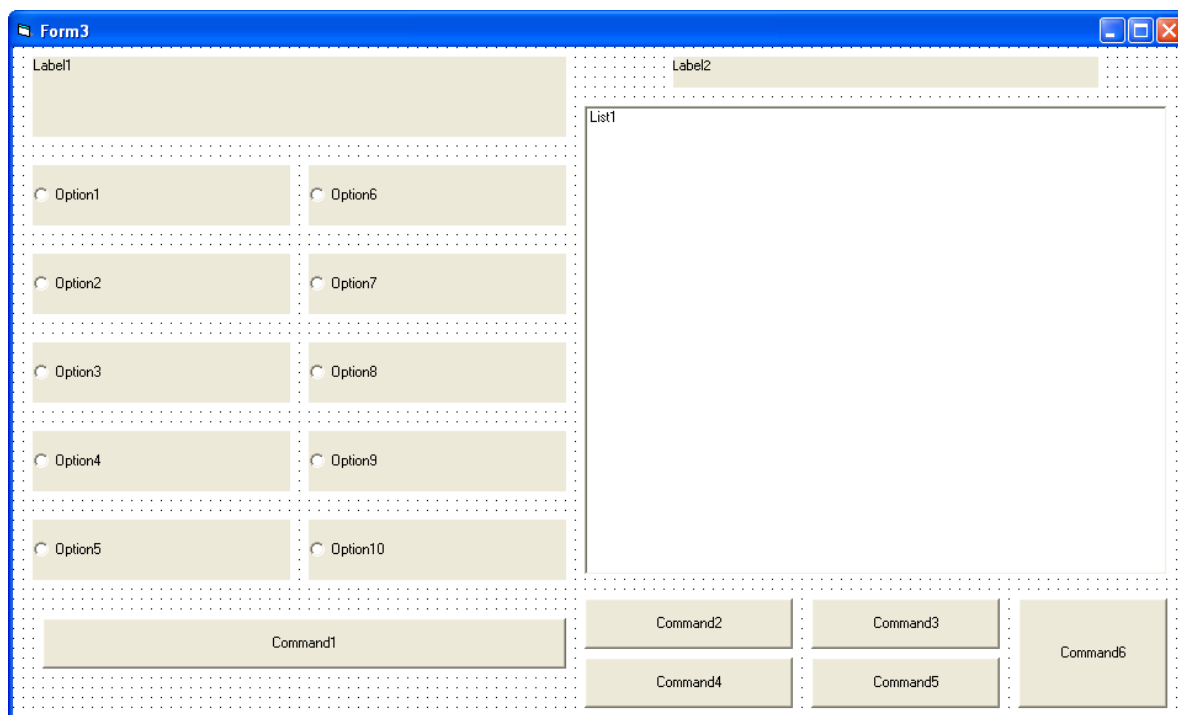 Form3
Label1
Label2
List1
Option1
Option6
Option2
Option7
Option3
Option8
Option4
Option9
Option5
Option10
Command1
Command2
Command3
Command6
Command4
Command5